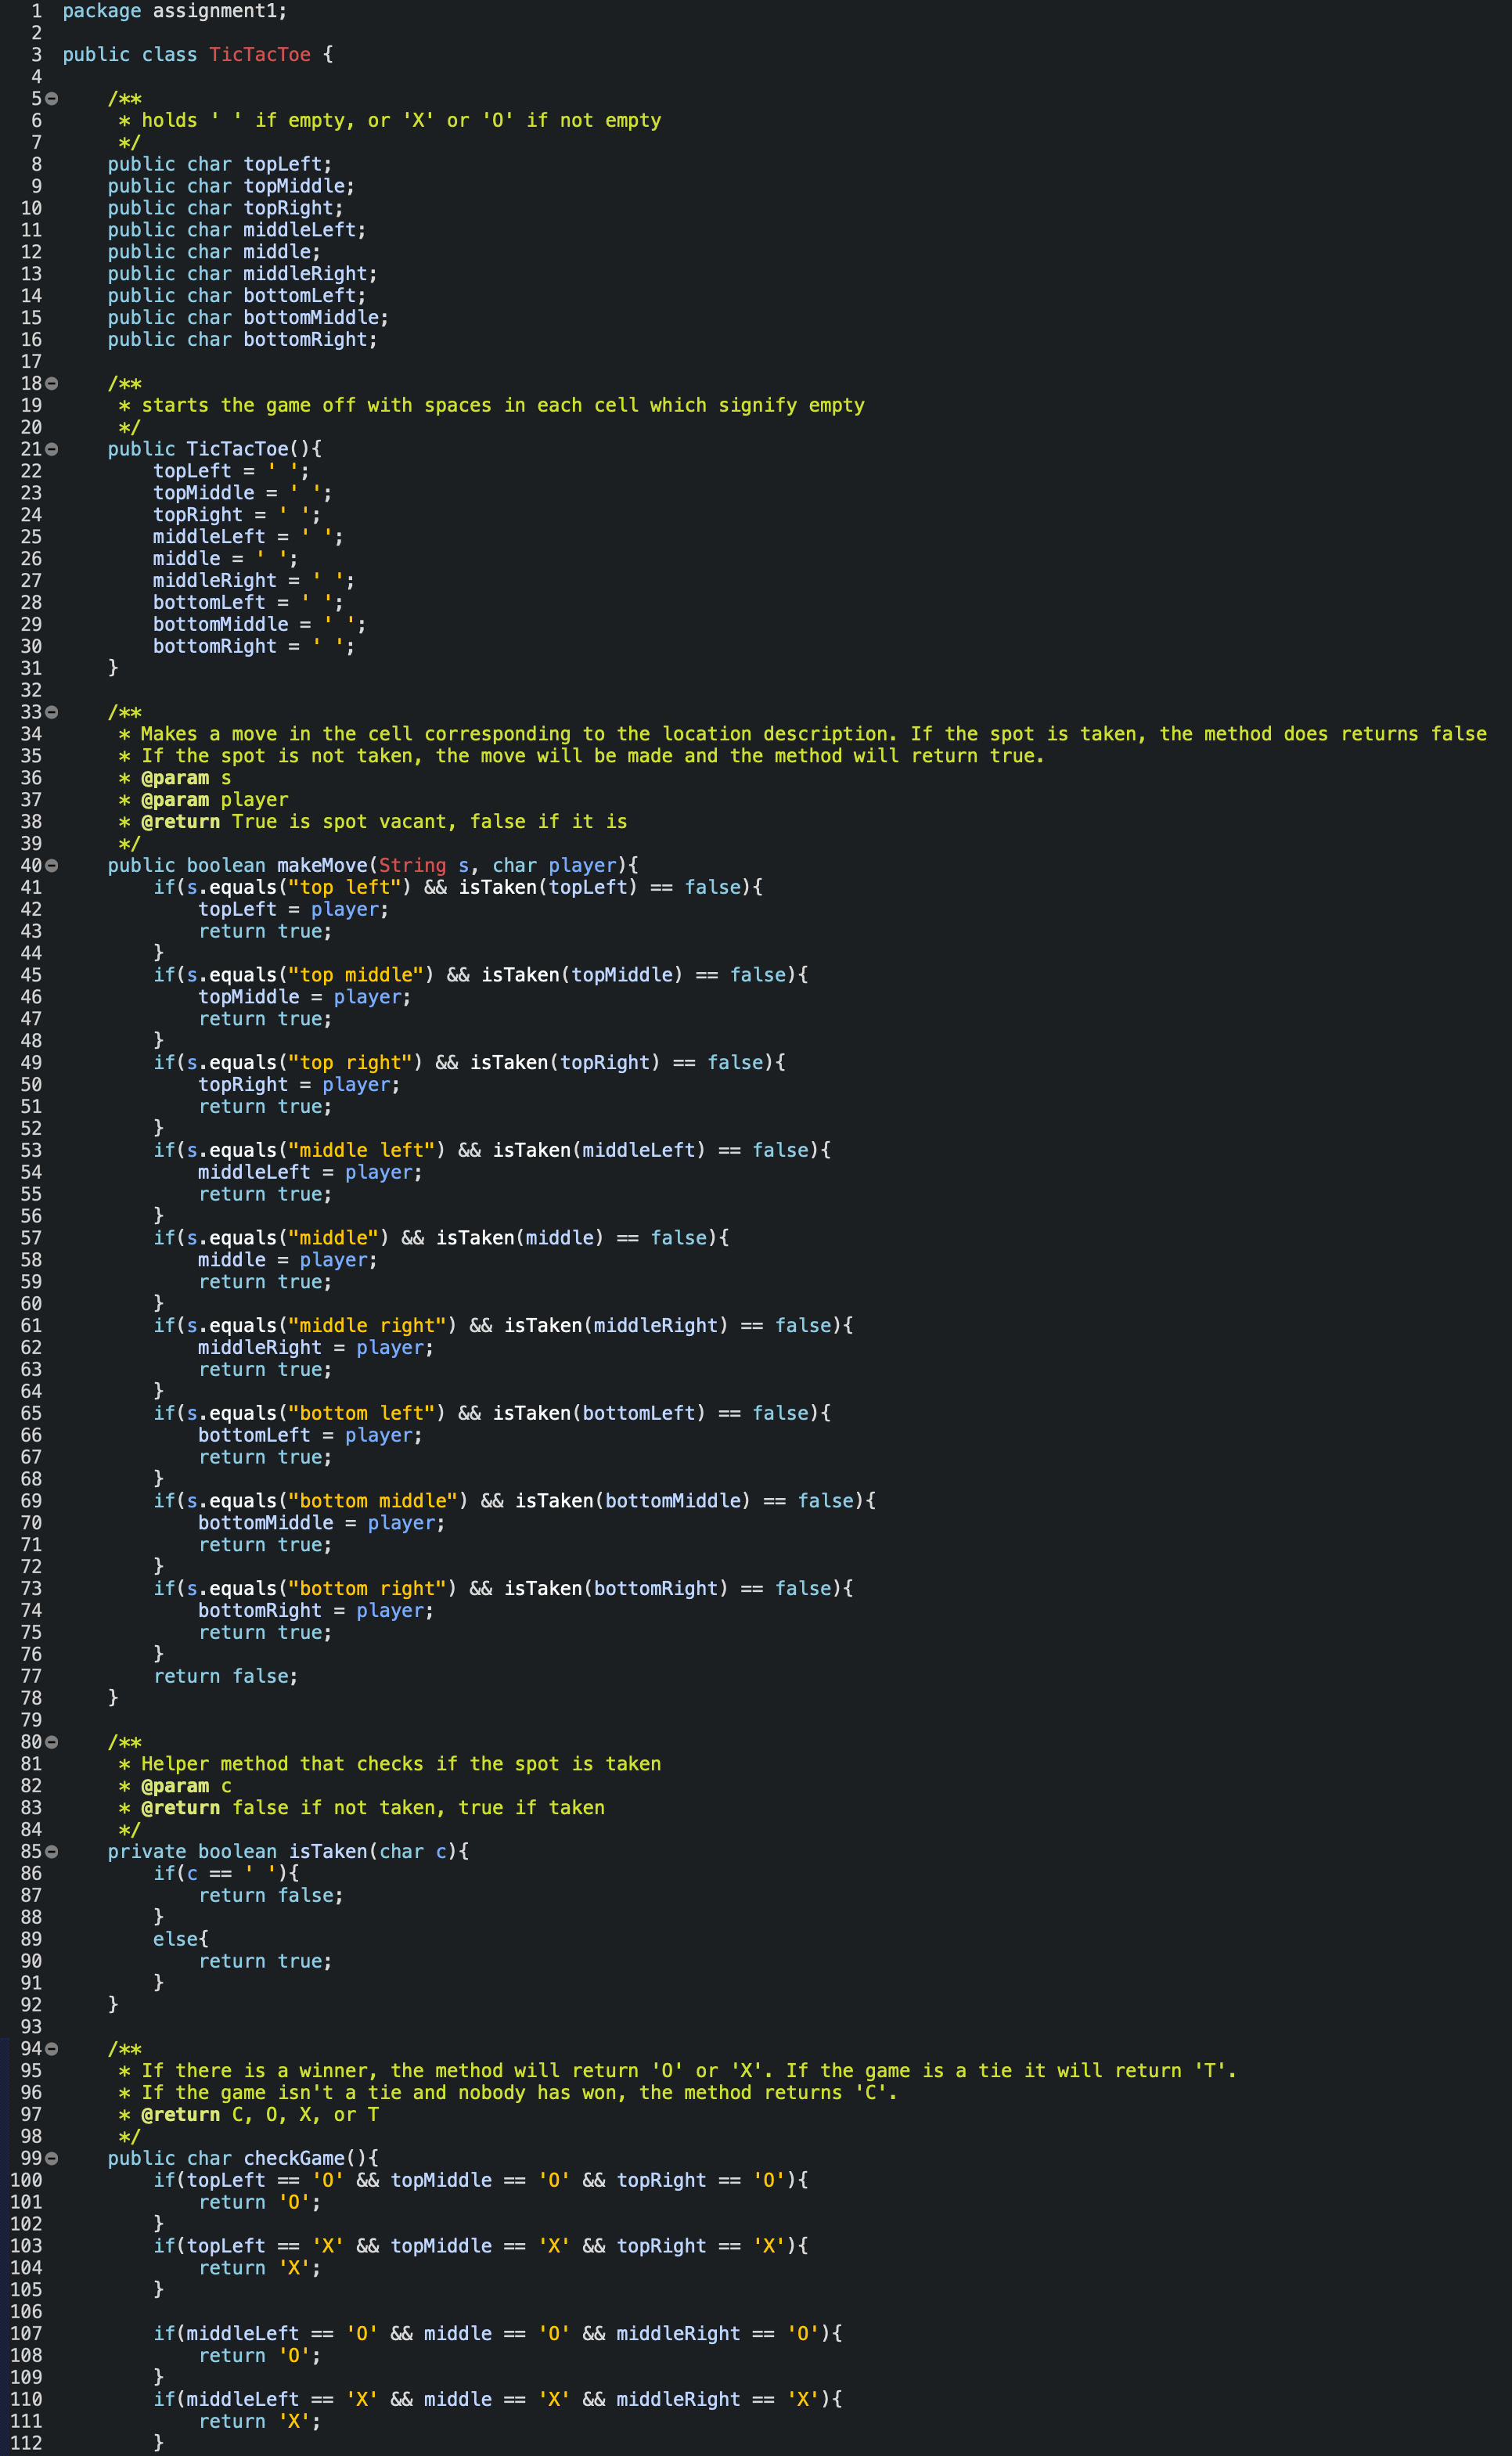 1 package assignment1;
2
3 public class TicTacToe {
4
5 /**
6 * holds ' ' if empty, or 'X' or 'O' if not empty
7 */
8 public char topLeft;
9 public char topMiddle;
10 public char topRight;
11 public char middleLeft;
12 public char middle;
13 public char middleRight;
14 public char bottomLeft;
15 public char bottomMiddle;
16 public char bottomRight;
17
18 /**
19 * starts the game off with spaces in each cell which signify empty
20 */
21 public TicTacToe(){
22 topLeft = ' ';
23 topMiddle = ' ';
24 topRight = ' ';
25 middleLeft = ' ';
26 middle = ' ';
27 middleRight = ' ';
28 bottomLeft = ' ';
29 bottomMiddle = ' ';
30 bottomRight = ' ';
31 }
32
33 /**
34 * Makes a move in the cell corresponding to the location description. If the spot is taken, the method does returns false
35 * If the spot is not taken, the move will be made and the method will return true.
36 * @param s
37 * @param player
38 * @return True is spot vacant, false if it is
39 */
40 public boolean makeMove(String s, char player){
41 if(s.equals("top left") && isTaken(topLeft) == false){
42 topLeft = player;
43 return true;
44 }
45 if(s.equals("top middle") && isTaken(topMiddle) == false){
46 topMiddle = player;
47 return true;
48 }
49 if(s.equals("top right") && isTaken(topRight) == false){
50 topRight = player;
51 return true;
52 }
53 if(s.equals("middle left") && isTaken(middleLeft) == false){
54 middleLeft = player;
55 return true;
56 }
57 if(s.equals("middle") && isTaken(middle) == false){
58 middle = player;
59 return true;
60 }
61 if(s.equals("middle right") && isTaken(middleRight) == false){
62 middleRight = player;
63 return true;
64 }
65 if(s.equals("bottom left") && isTaken(bottomLeft) == false){
66 bottomLeft = player;
67 return true;
68 }
69 if(s.equals("bottom middle") && isTaken(bottomMiddle) == false){
70 bottomMiddle = player;
71 return true;
72 }
73 if(s.equals("bottom right") && isTaken(bottomRight) == false){
74 bottomRight = player;
75 return true;
76 }
77 return false;
78 }
79
80 /**
81 * Helper method that checks if the spot is taken
82 * @param c
83 * @return false if not taken, true if taken
84 */
85 private boolean isTaken(char c){
86 if(c == ' '){
87 return false;
88 }
89 else{
90 return true;
91 }
92 }
93
94 /**
95 * If there is a winner, the method will return 'O' or 'X'. If the game is a tie it will return 'T'.
96 * If the game isn't a tie and nobody has won, the method returns 'C'.
97 * @return C, O, X, or T
98 */
99 public char checkGame(){
100 if(topLeft == 'O' && topMiddle == 'O' && topRight == 'O'){
101 return 'O';
102 }
103 if(topLeft == 'X' && topMiddle == 'X' && topRight == 'X'){
104 return 'X';
105 }
106
107 if(middleLeft == 'O' && middle == 'O' && middleRight == 'O'){
108 return 'O';
109 }
110 if(middleLeft == 'X' && middle == 'X' && middleRight == 'X'){
111 return 'X';
112 }